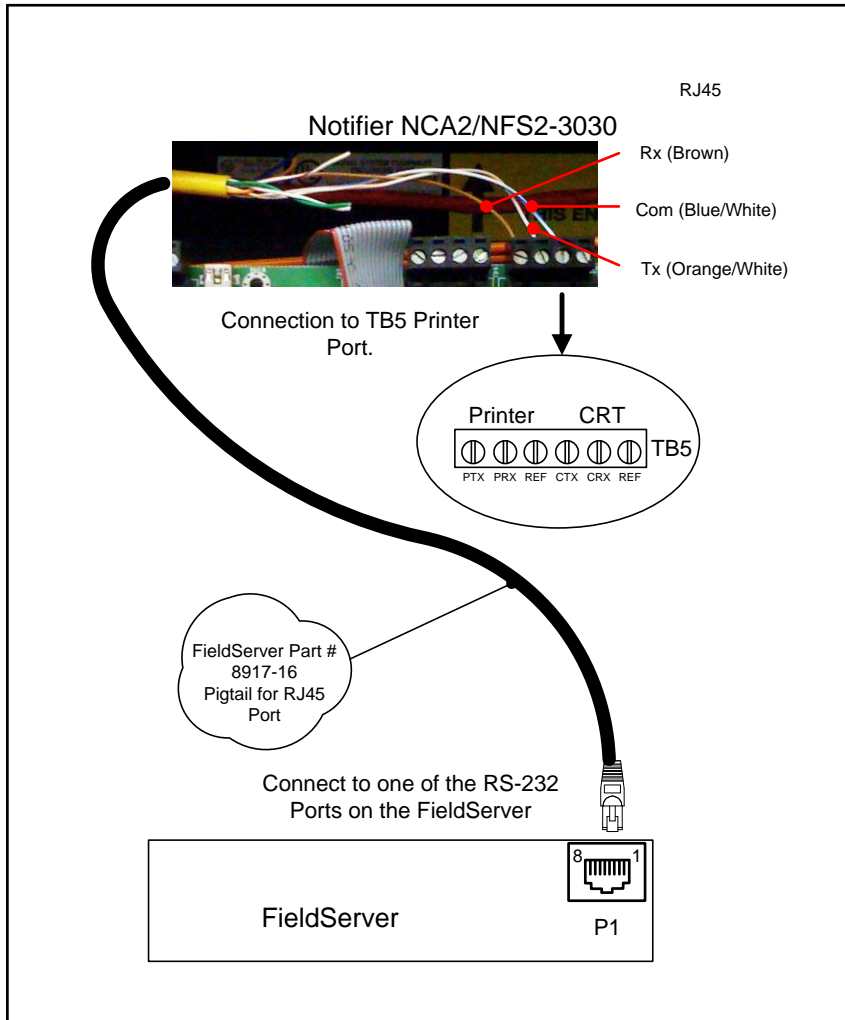 RJ45
Notifier NCA2/NFS2-3030
Rx (Brown)
Com (Blue/White)
Tx (Orange/White)
HIS EN
Connection to TB5 Printer
Port.
Printer CRT
TB5
PTX PRX REF CTX CRX REF
FieldServer Part #
8917-16
Pigtail for RJ45
Port
Connect to one of the RS-232
Ports on the FieldServer
8 1
FieldServer
P1